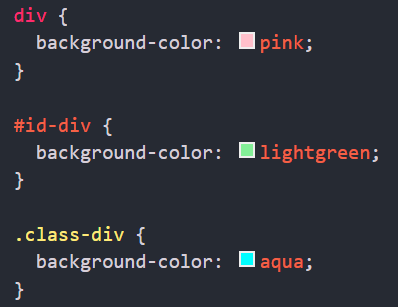 div {
  background-color: pink;
}

#id-div {
  background-color: lightgreen;
}

.class-div {
  background-color: aqua;
}